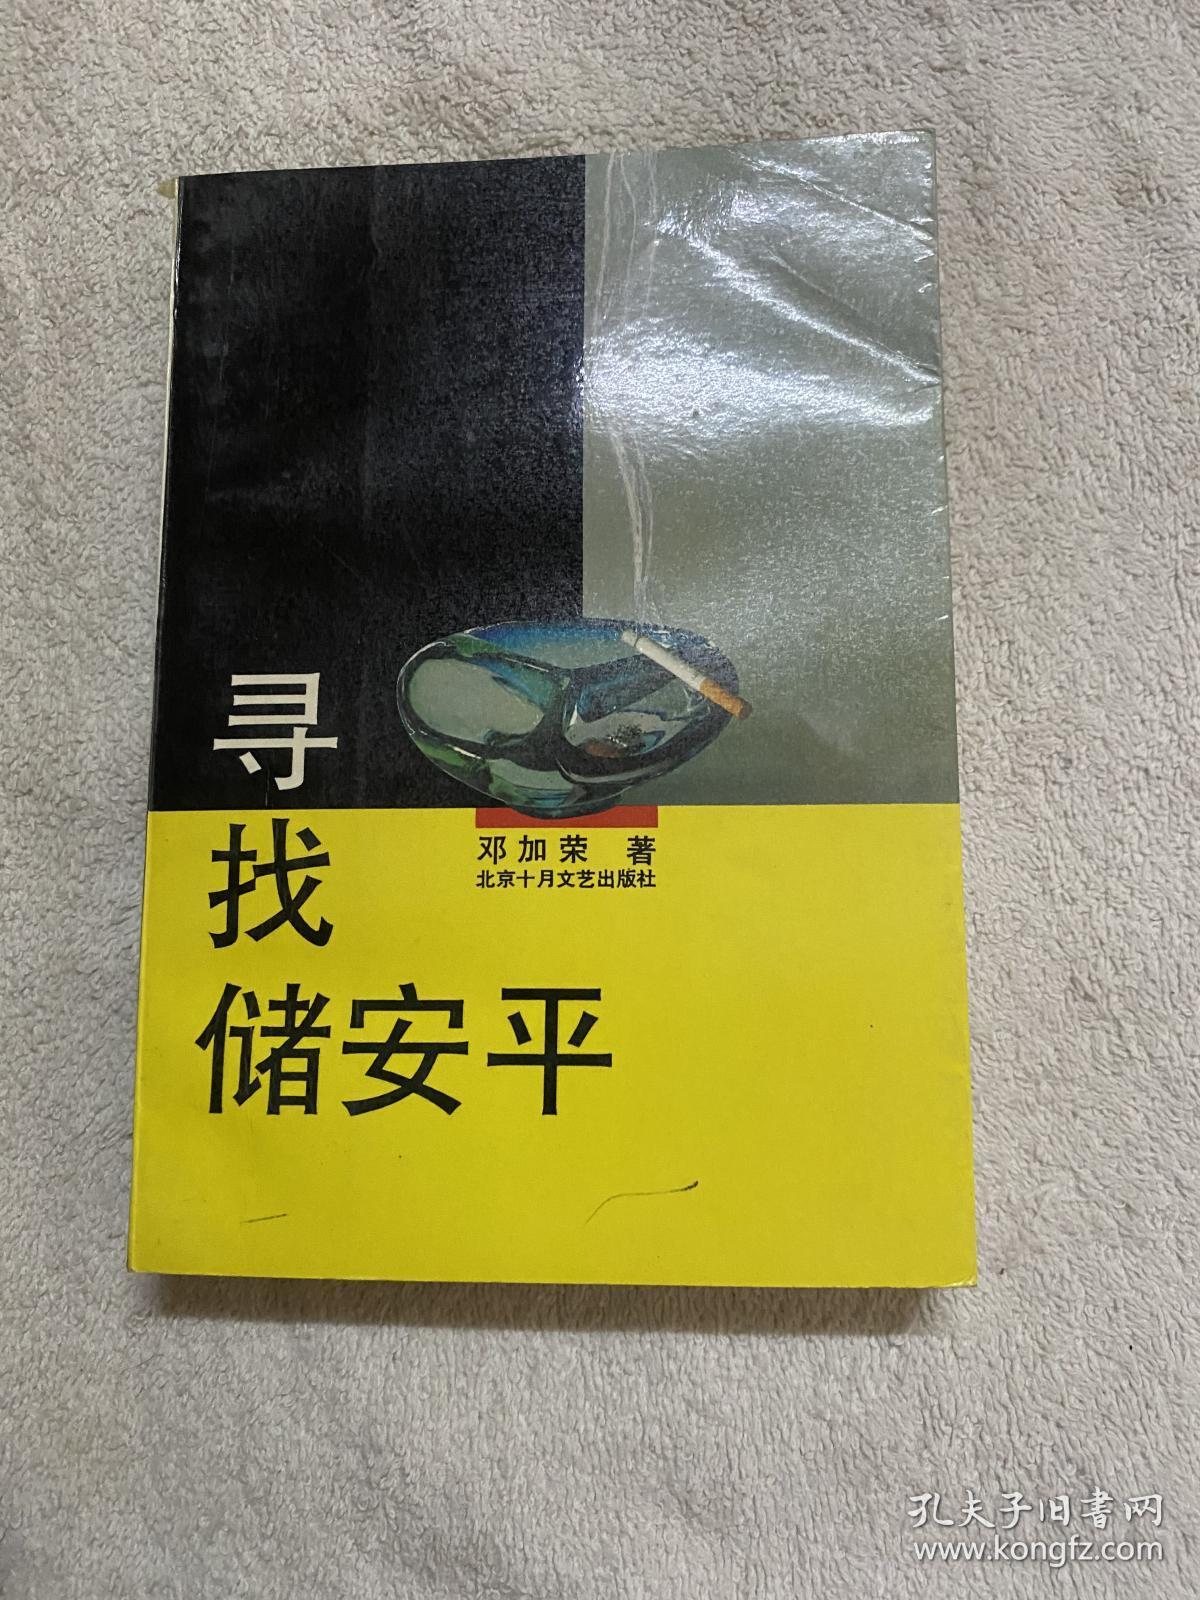 寻
找
储安平
邓加荣 著
北京十月文艺出版社
孔夫子旧书网
www.kongfz.com